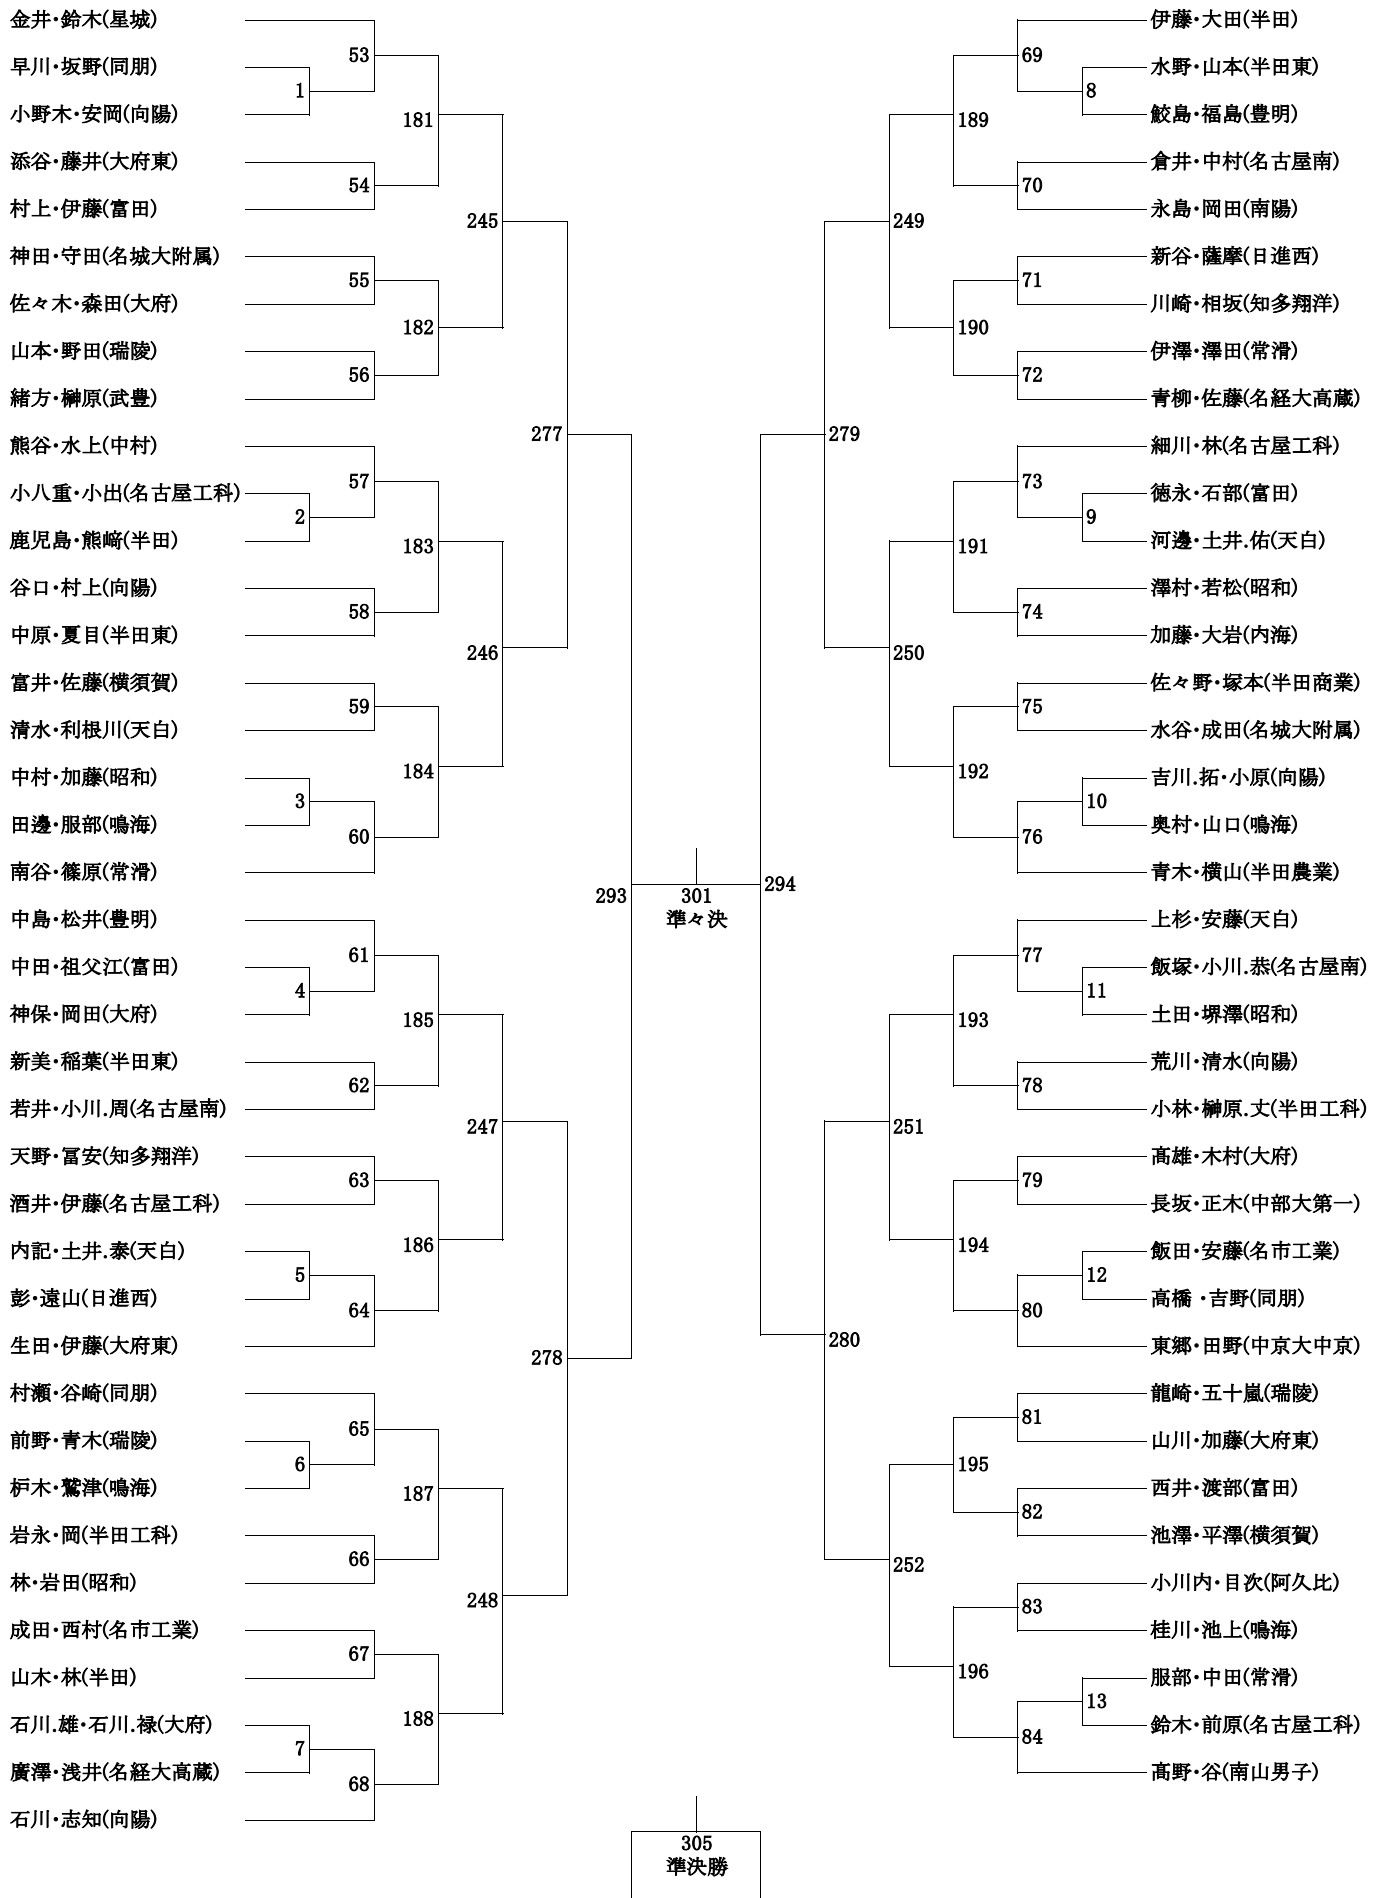 金井・鈴木(星城)
早川・坂野(同朋)
小野木・安岡(向陽)
添谷・藤井(大府東)
村上・伊藤(富田)
神田・守田(名城大附属)
佐々木・森田(大府)
山本・野田(瑞陵)
緒方・榊原(武豊)
熊谷・水上(中村)
小八重・小出(名古屋工科)
鹿児島・熊﨑(半田)
谷口・村上(向陽)
中原・夏目(半田東)
富井・佐藤(横須賀)
清水・利根川(天白)
中村・加藤(昭和)
田邊・服部(鳴海)
南谷・篠原(常滑)
中島・松井(豊明)
中田・祖父江(富田)
神保・岡田(大府)
新美・稲葉(半田東)
若井・小川.周(名古屋南)
天野・冨安(知多翔洋)
酒井・伊藤(名古屋工科)
内記・土井.泰(天白)
彭・遠山(日進西)
生田・伊藤(大府東)
村瀬・谷崎(同朋)
前野・青木(瑞陵)
枦木・鷲津(鳴海)
岩永・岡(半田工科)
林・岩田(昭和)
成田・西村(名市工業)
山木・林(半田)
石川.雄・石川.禄(大府)
廣澤・浅井(名経大高蔵)
石川・志知(向陽)
1
2
3
4
5
6
7
53
54
55
56
57
58
59
60
61
62
63
64
65
66
67
68
181
182
183
184
185
186
187
188
245
246
247
248
277
278
293
301
準々決
294
279
280
249
250
251
252
189
190
191
192
193
194
195
196
69
70
71
72
73
74
75
76
77
78
79
80
81
82
83
84
8
9
10
11
12
13
伊藤・大田(半田)
水野・山本(半田東)
鮫島・福島(豊明)
倉井・中村(名古屋南)
永島・岡田(南陽)
新谷・薩摩(日進西)
川崎・相坂(知多翔洋)
伊澤・澤田(常滑)
青柳・佐藤(名経大高蔵)
細川・林(名古屋工科)
徳永・石部(富田)
河邊・土井.佑(天白)
澤村・若松(昭和)
加藤・大岩(内海)
佐々野・塚本(半田商業)
水谷・成田(名城大附属)
吉川.拓・小原(向陽)
奥村・山口(鳴海)
青木・横山(半田農業)
上杉・安藤(天白)
飯塚・小川.恭(名古屋南)
土田・堺澤(昭和)
荒川・清水(向陽)
小林・榊原.丈(半田工科)
髙雄・木村(大府)
長坂・正木(中部大第一)
飯田・安藤(名市工業)
高橋・吉野(同朋)
東郷・田野(中京大中京)
龍崎・五十嵐(瑞陵)
山川・加藤(大府東)
西井・渡部(富田)
池澤・平澤(横須賀)
小川内・目次(阿久比)
桂川・池上(鳴海)
服部・中田(常滑)
鈴木・前原(名古屋工科)
髙野・谷(南山男子)
305
準決勝